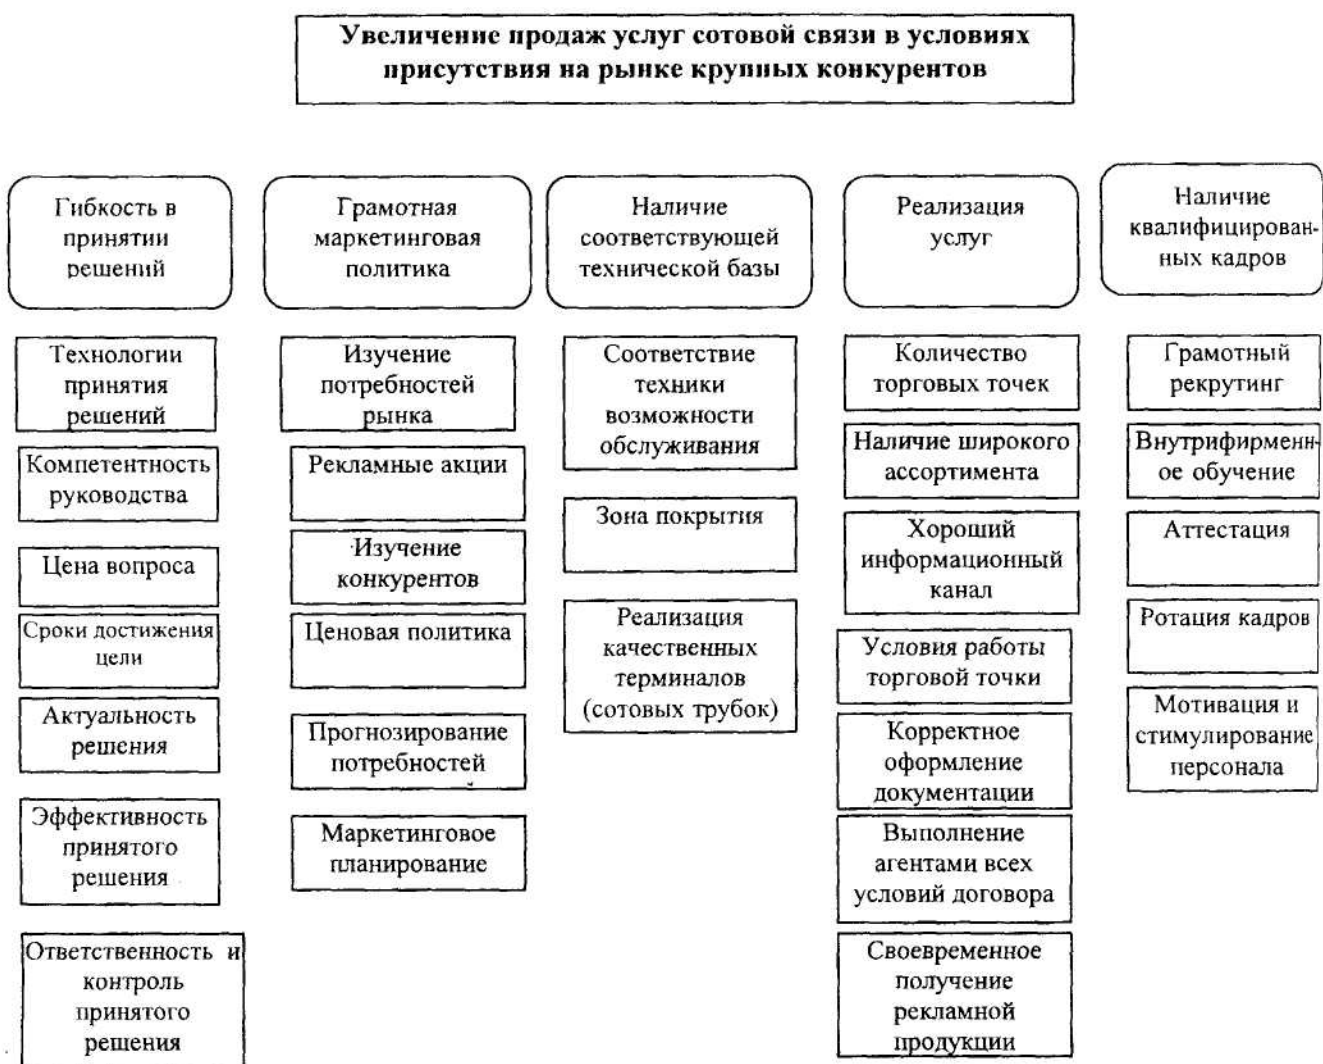 Увеличение продаж услуг сотовой связи в условиях
присутствия на рынке крупных конкурентов
Гибкость в
принятии
решений
Технологии
принятия
решений
Компетентность
руководства
Цена вопроса
Сроки достижения
цели
Актуальность
решения
Эффективность
принятого
решения
Ответственность и
контроль
принятого
решения
Грамотная
маркетинговая
политика
Изучение
потребностей
рынка
Рекламные акции
Изучение
конкурентов
Ценовая политика
Прогнозирование
потребностей
Маркетинговое
планирование
Наличие
соответствующей
технической базы
Соответствие
техники
возможности
обслуживания
Зона покрытия
Реализация
качественных
терминалов
(сотовых трубок)
Реализация
услуг
Количество
торговых точек
Наличие широкого
ассортимента
Хороший
информационный
канал
Условия работы
торговой точки
Корректное
оформление
документации
Выполнение
агентами всех
условий договора
Своевременное
получение
рекламной
продукции
Наличие
квалифицирован-
ных кадров
Грамотный
рекрутинг
Внутрифирменн-
ое обучение
Аттестация
Ротация кадров
Мотивация и
стимулирование
персонала